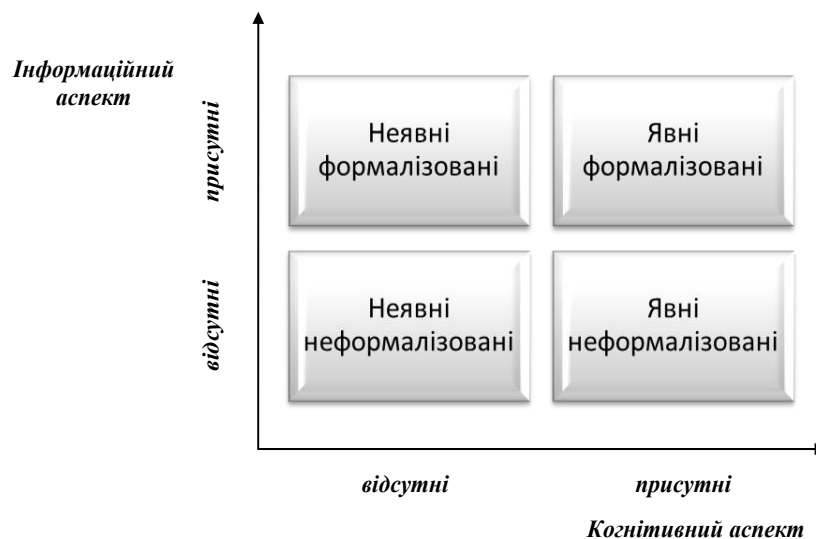 Інформаційний
аспект
присутні
Неявні
формалізовані
Явні
формалізовані
відсутні
Неявні
неформалізовані
Явні
неформалізовані
відсутні
присутні
Когнітивний аспект